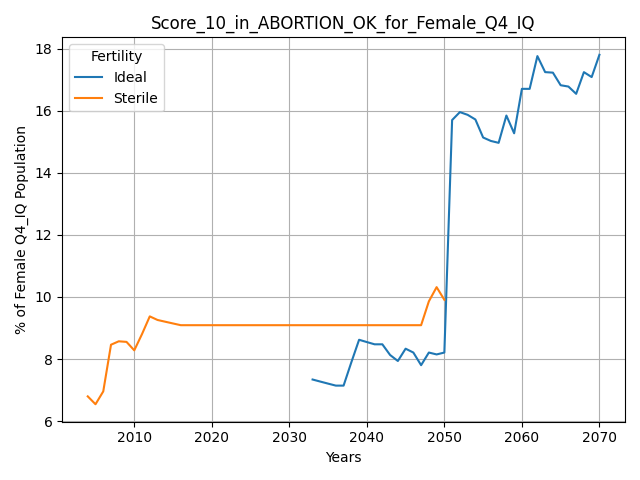 Score_10_in_ABORTION_OK_for_Female_Q4_IQ
Fertility
Ideal
Sterile
% of Female Q4_IQ Population
18
16
14
12
10
8
6
2010 2020 2030 2040 2050 2060 2070
Years